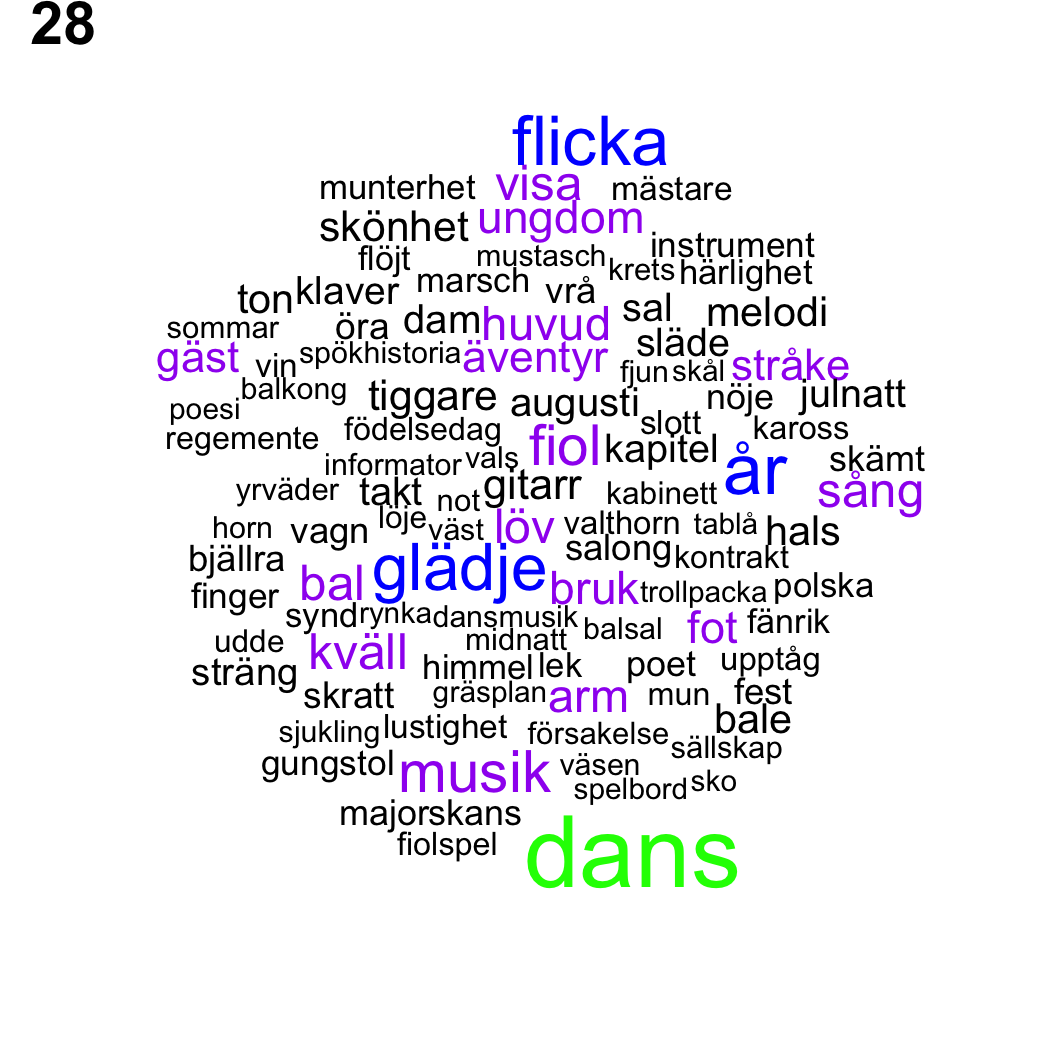 28
flicka
munterhet visa mästare
skönhet ungdom
flöjt mustasch instrument
marsch krets härlighet
ton klaver vrå sal melodi
sommar öra dam huvud släde
gäst vin spökhistoria äventyr fjun skål stråke
balkong tiggare augusti nöje julnatt
poesi födelsedag slott kaross
regemente fiol kapitel skämt
informator vals år
yrväder takt not gitarr kabinett sång
horn vagn löje väst löv valthorn tablå hals
bjällra glädje salong kontrakt
finger bal bruk trollpacka polska
synd rynka dansmusik fot fänrik
udde kväll midnatt balsal
sträng himmel lek poet upptåg
skratt gräsplan arm mun fest
sjukling lustighet försakelse bale
gungstol musik väsen sällskap
spelbord sko
majorskans
fiolspel dans